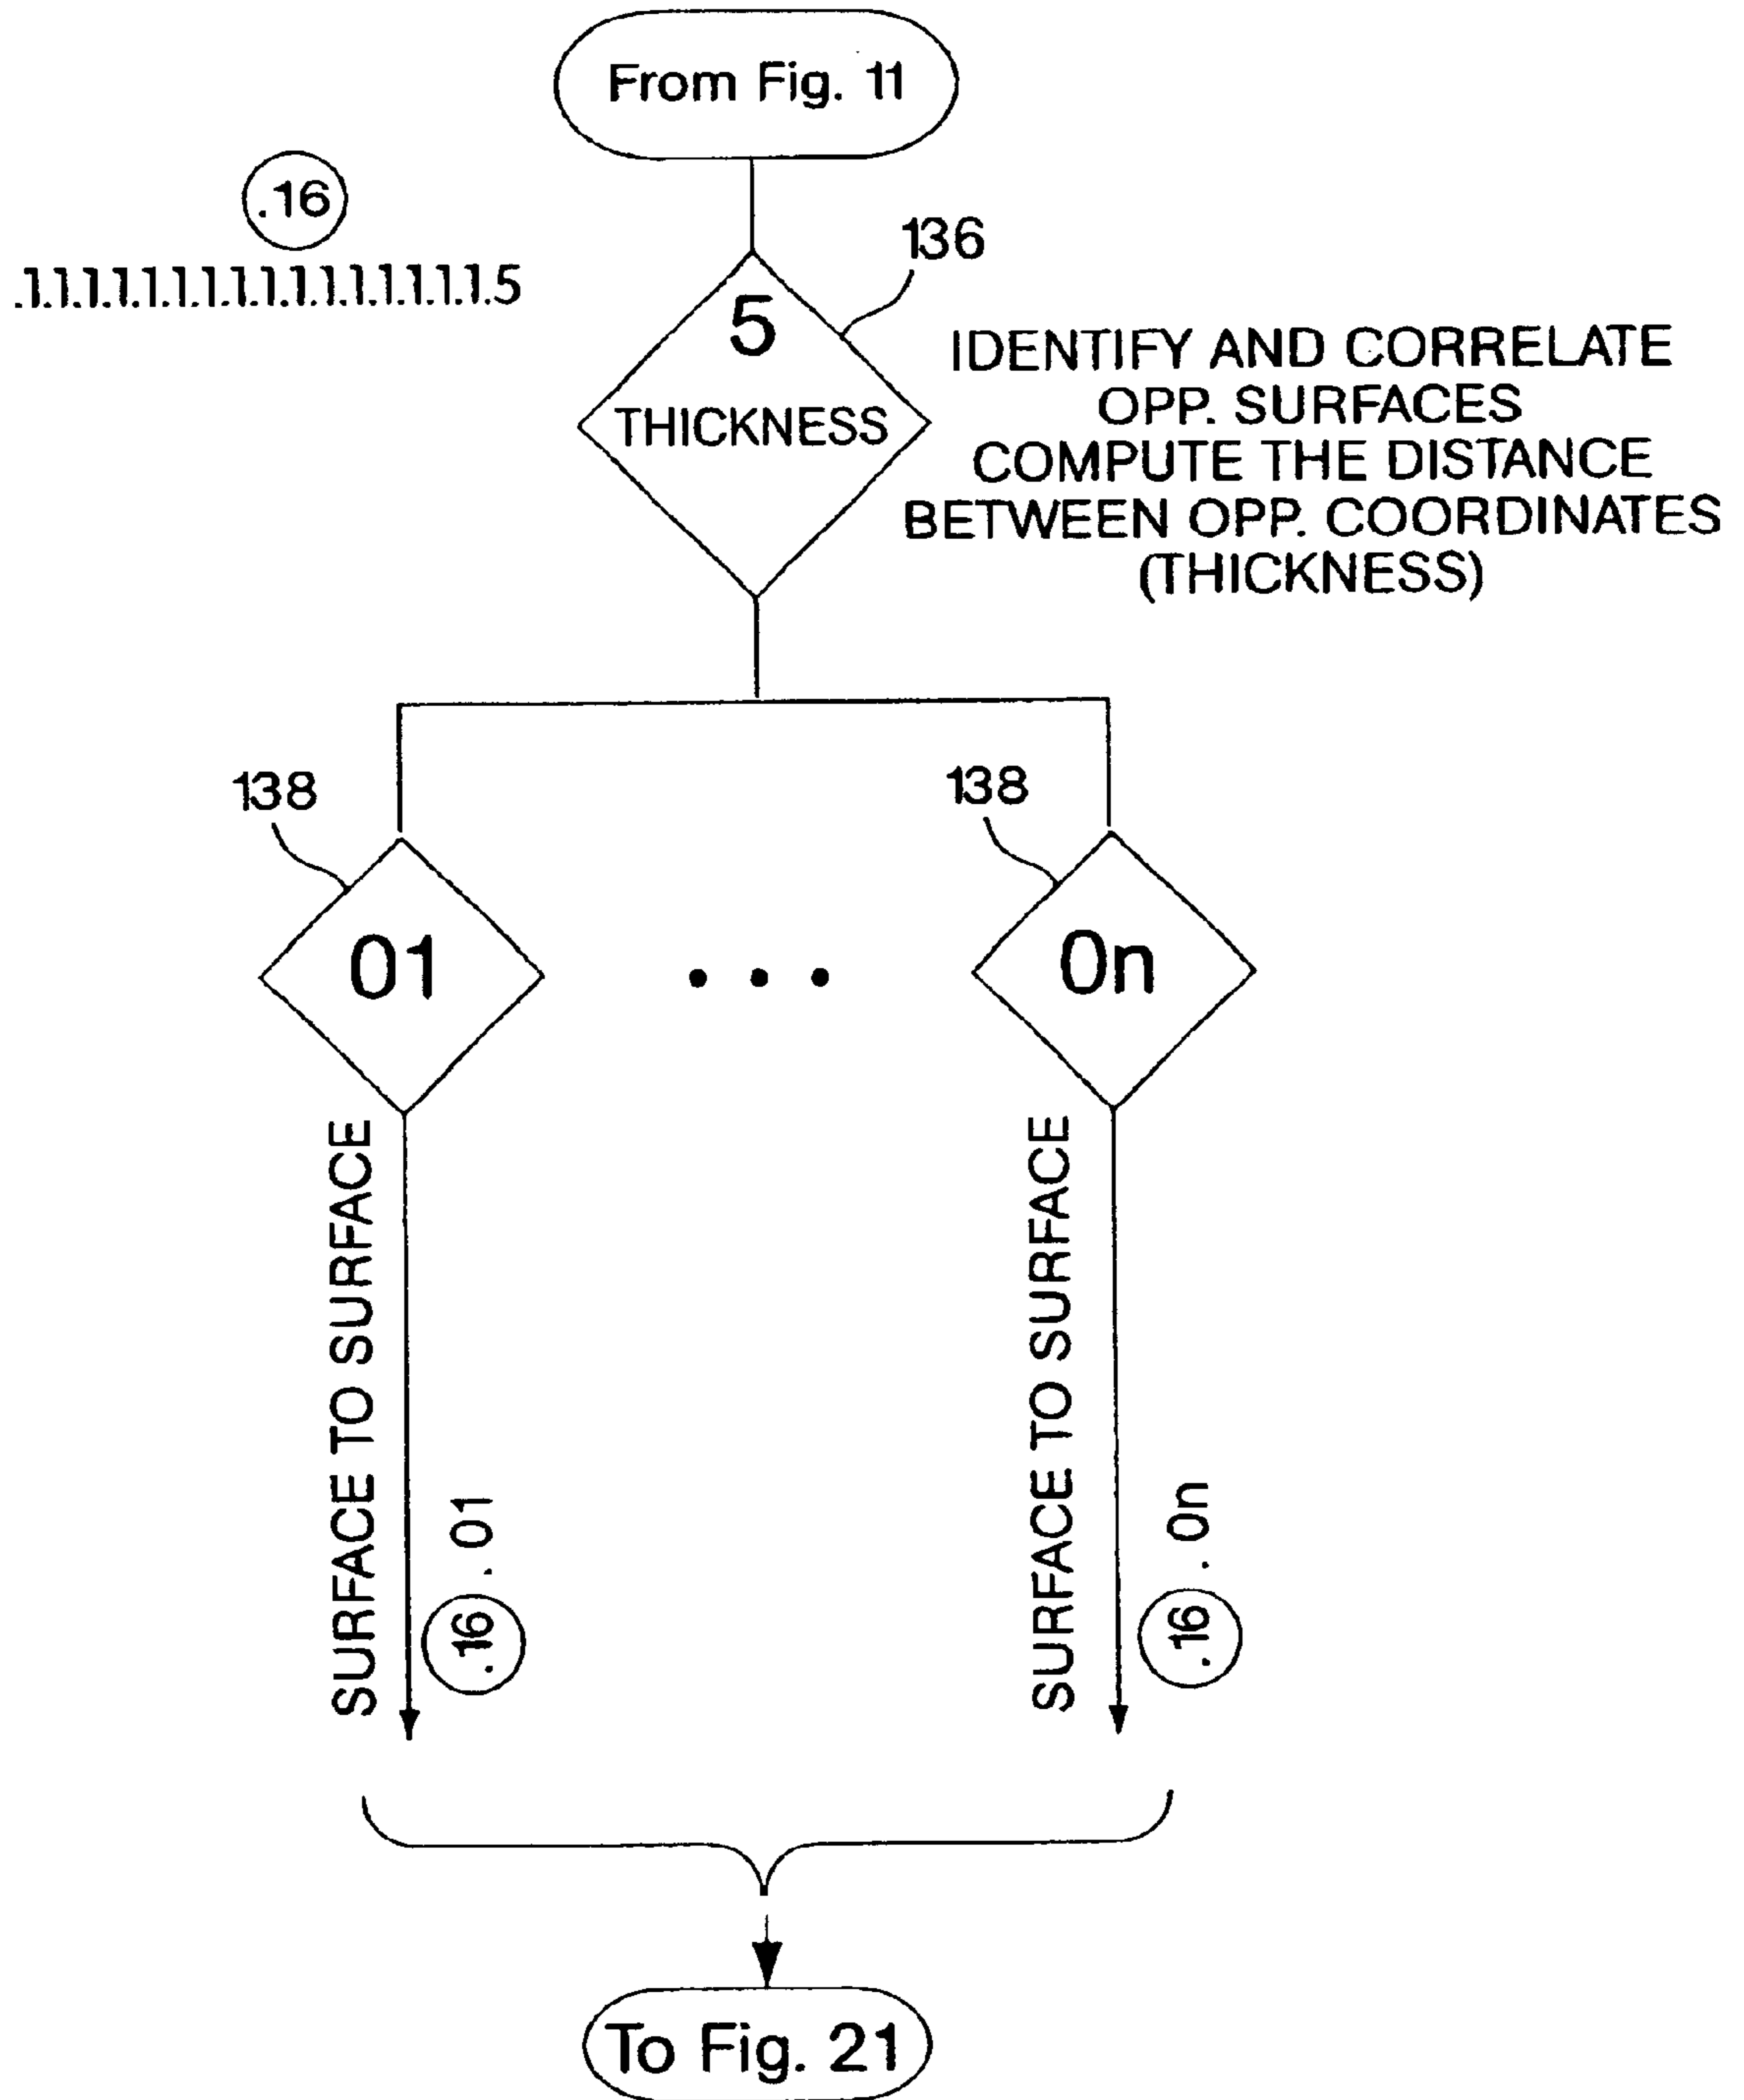 From Fig. 11
.16
.1.1.1.1.1.1.1.1.1.1.1.1.1.1.1.1.5
136
5
THICKNESS
IDENTIFY AND CORRELATE
OPP. SURFACES
COMPUTE THE DISTANCE
BETWEEN OPP. COORDINATES
(THICKNESS)
138
138
01
• • •
0n
SURFACE TO SURFACE
.16 . 01
SURFACE TO SURFACE
.16 . 0n
To Fig. 21